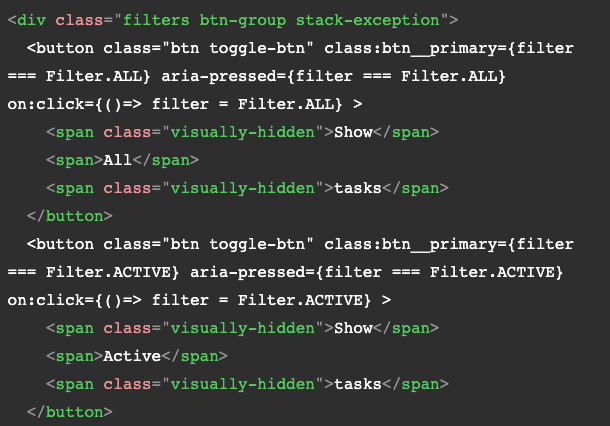 <div class="filters btn-group stack-exception">
  <button class="btn toggle-btn" class:btn__primary={filter
=== Filter.ALL} aria-pressed={filter === Filter.ALL}
on:click={()=> filter = Filter.ALL} >
    <span class="visually-hidden">Show</span>
    <span>All</span>
    <span class="visually-hidden">tasks</span>
  </button>
  <button class="btn toggle-btn" class:btn__primary={filter
=== Filter.ACTIVE} aria-pressed={filter === Filter.ACTIVE}
on:click={()=> filter = Filter.ACTIVE} >
    <span class="visually-hidden">Show</span>
    <span>Active</span>
    <span class="visually-hidden">tasks</span>
  </button>